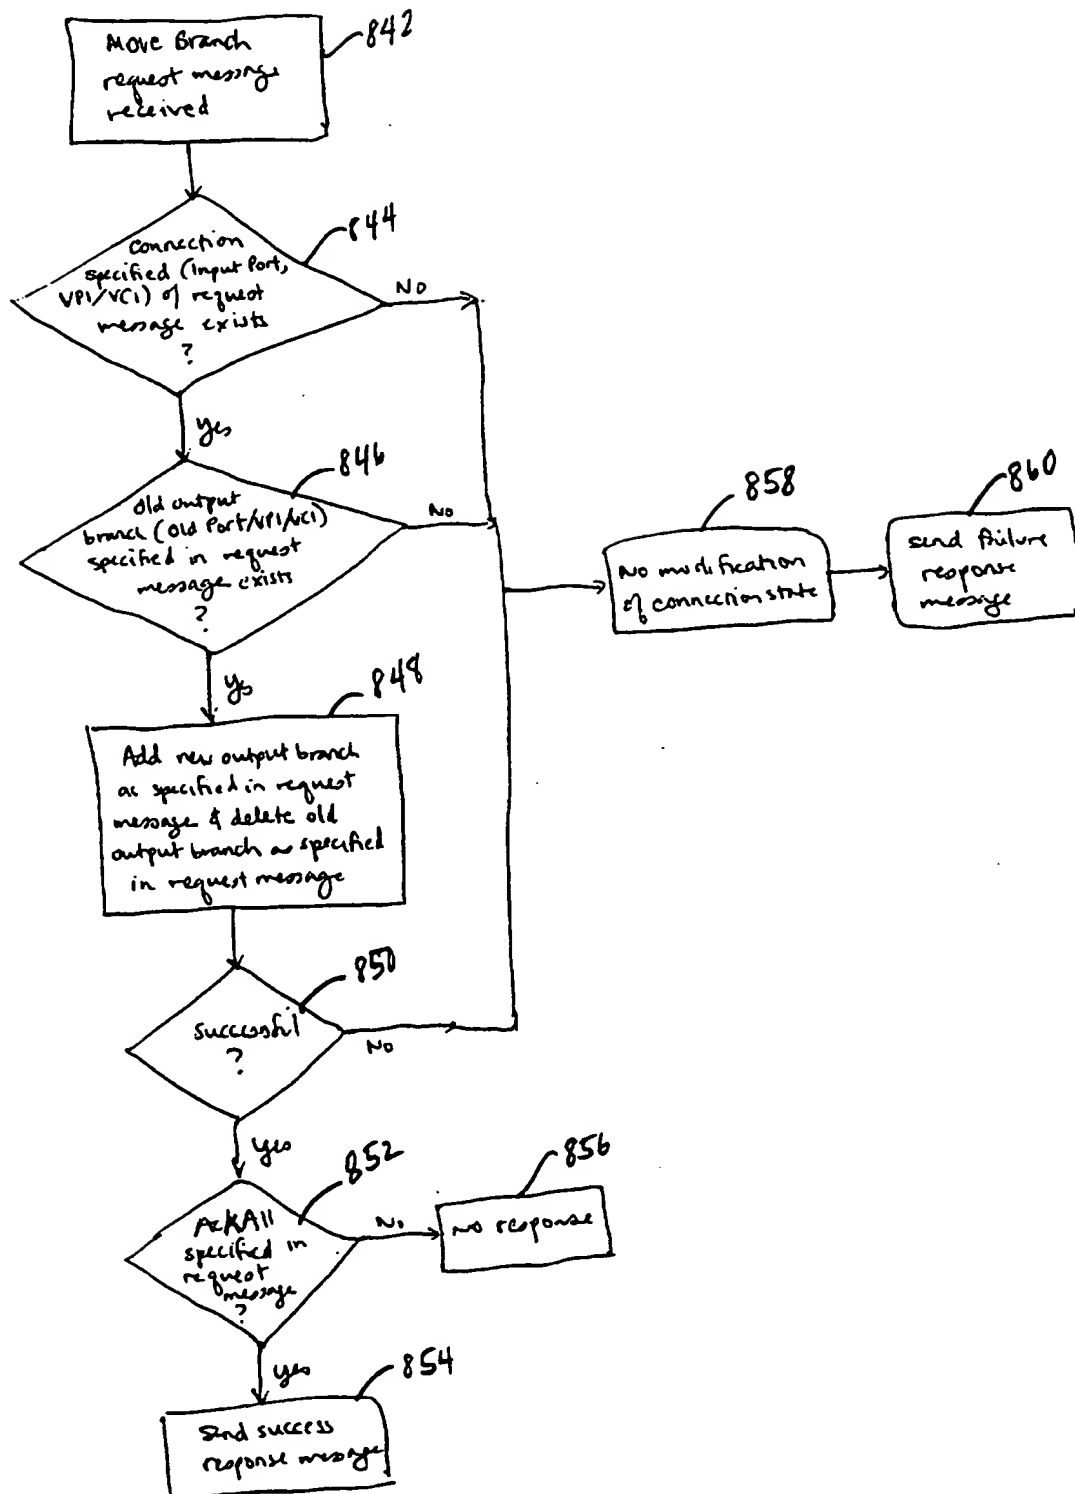 Move Branch
request message
received
842
Connection
specified (Input Port,
VPI/VCI) of request
message exists
?
844
No
Yes
Old output
branch (Old Port/VPI/VCI)
specified in request
message exists
?
846
No
Yes
858
No modification
of connection state
860
send failure
response
message
848
Add new output branch
as specified in request
message & delete old
output branch as specified
in request message
850
successful
?
No
Yes
852
AckAll
specified in
request
message
?
No
856
No response
Yes
854
Send success
response message